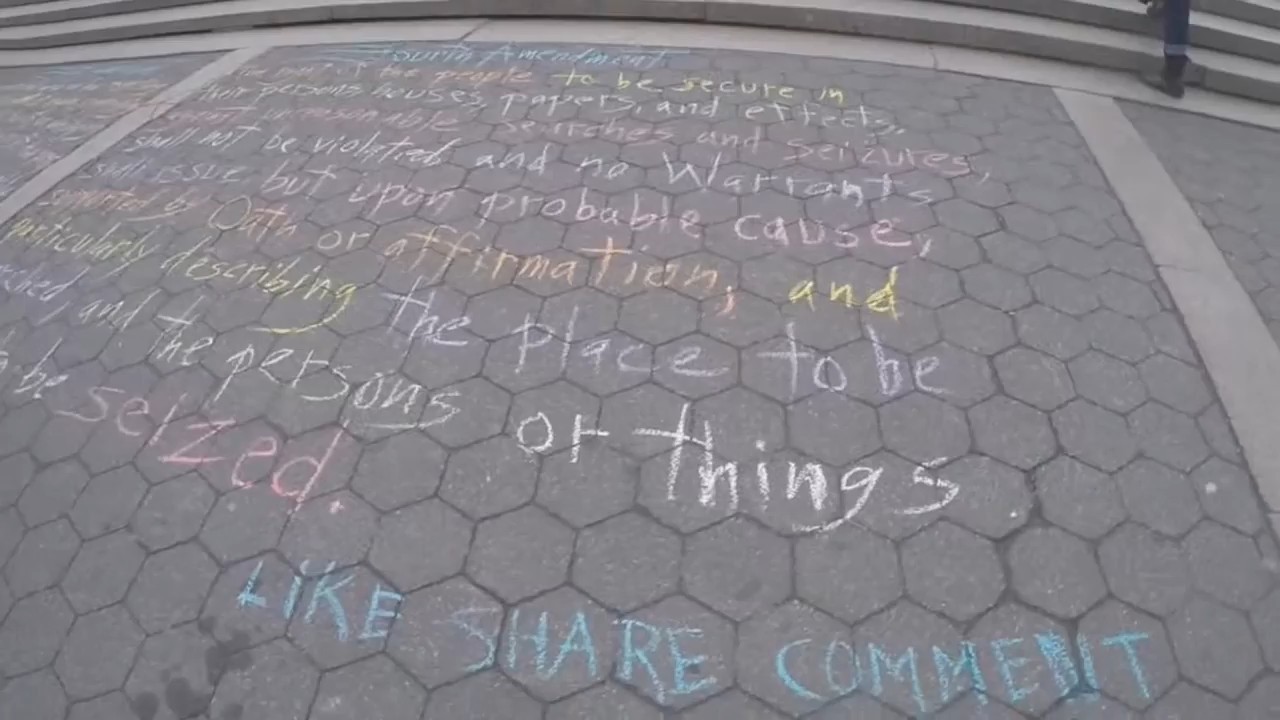 Fourth Amendment
the people to be secure in
their persons, houses, papers, and effects,
against unreasonable searches and seizures,
shall not be violated, and no Warrants
shall issue but upon probable cause,
supported by Oath or affirmation, and
particularly describing the place to be
and the persons or things
be seized.
LIKE SHARE COMMENT